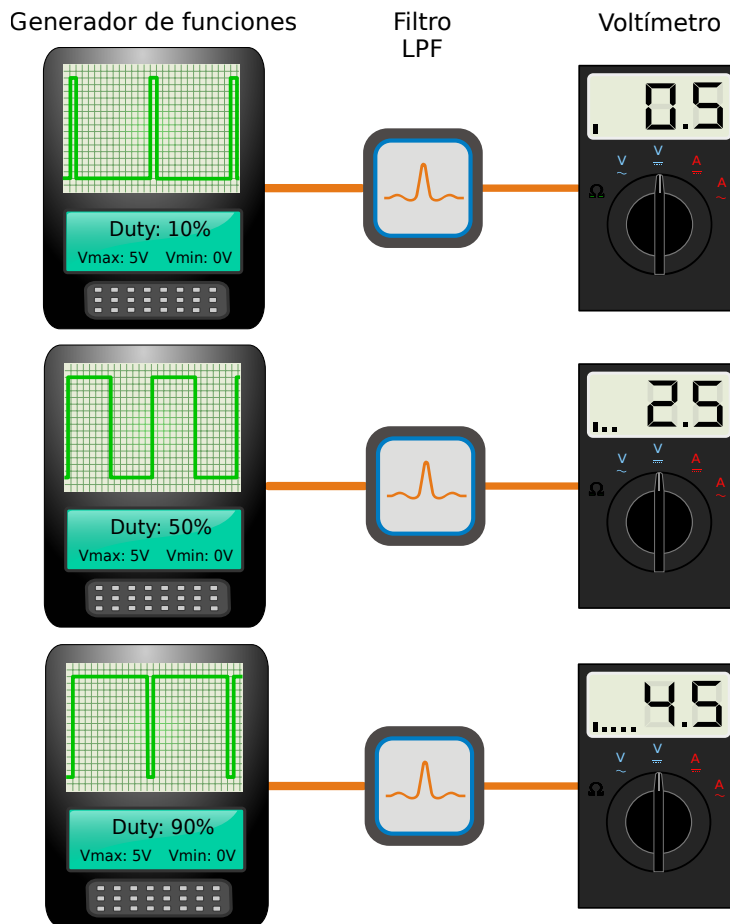 Generador de funciones
Filtro
LPF
Voltímetro
Duty: 10%
Vmax: 5V Vmin: 0V
0.5
V
V
A
A
Ω
Duty: 50%
Vmax: 5V Vmin: 0V
2.5
V
V
A
A
Ω
Duty: 90%
Vmax: 5V Vmin: 0V
4.5
V
V
A
A
Ω